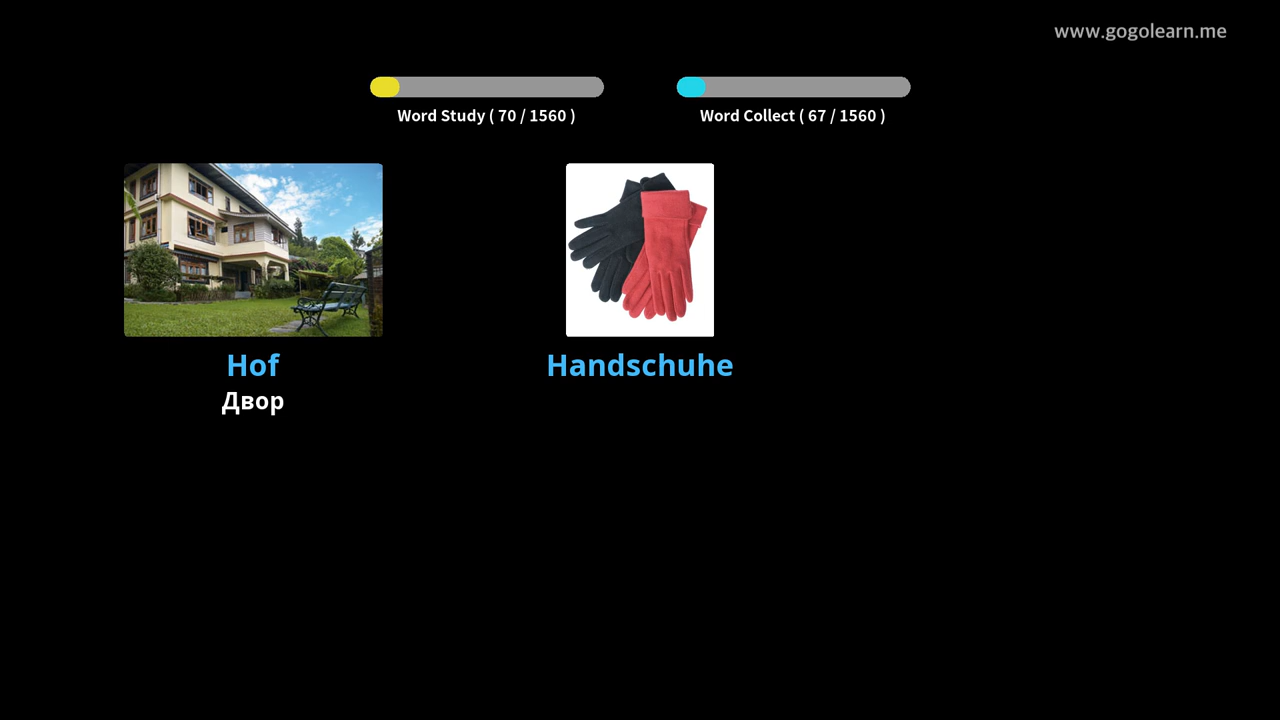 www.gogolearn.me
Word Study ( 70 / 1560 )
Word Collect ( 67 / 1560 )
Hof
Двор
Handschuhe